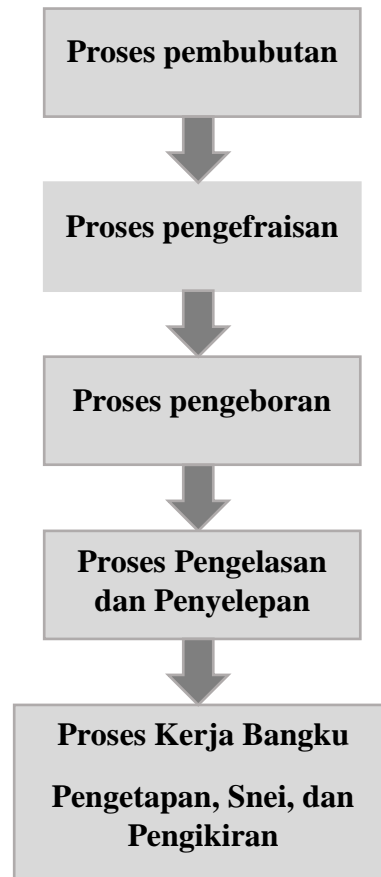 Proses pembubutan
Proses pengefraisan
Proses pengeboran
Proses Pengelasan
dan Penyelepan
Proses Kerja Bangku
Pengetapan, Snei, dan
Pengikiran